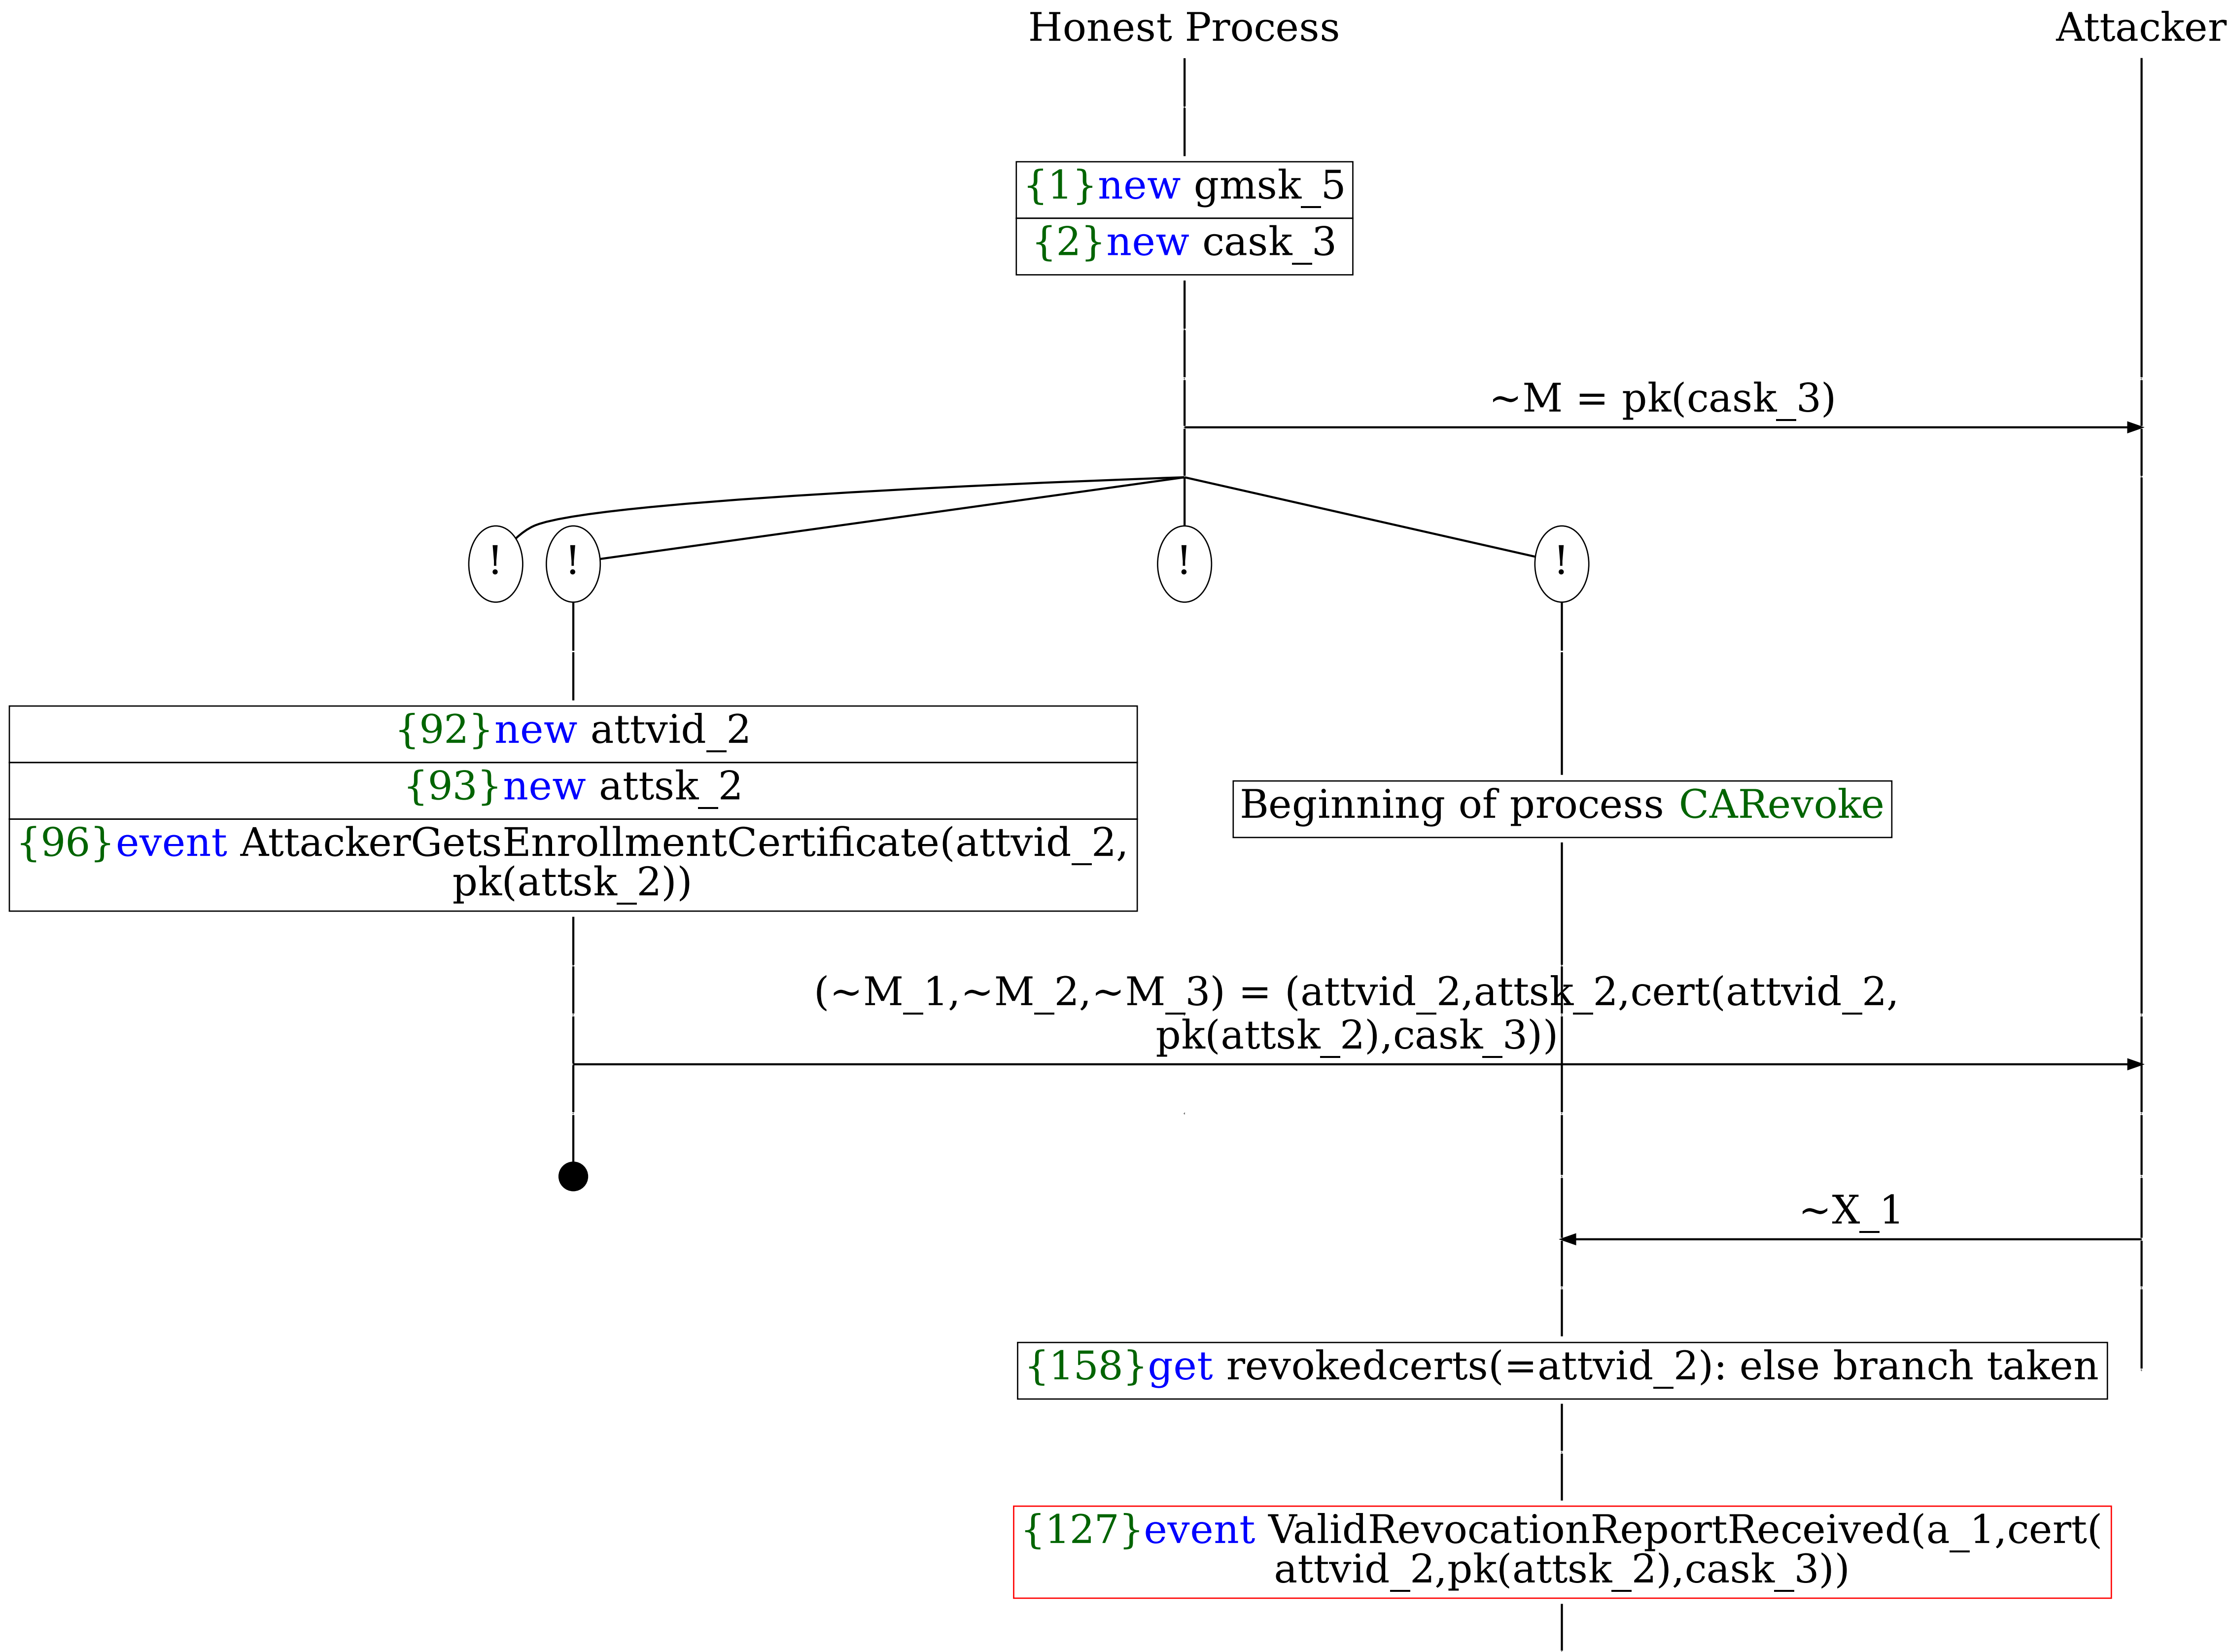 Honest Process
Attacker
{1}new gmsk_5
{2}new cask_3
~M = pk(cask_3)
!
!
!
!
{92}new attvid_2
{93}new attsk_2
{96}event AttackerGetsEnrollmentCertificate(attvid_2,
pk(attsk_2))
Beginning of process CARevoke
(~M_1,~M_2,~M_3) = (attvid_2,attsk_2,cert(attvid_2,
pk(attsk_2),cask_3))
~X_1
{158}get revokedcerts(=attvid_2): else branch taken
{127}event ValidRevocationReportReceived(a_1,cert(
attvid_2,pk(attsk_2),cask_3))